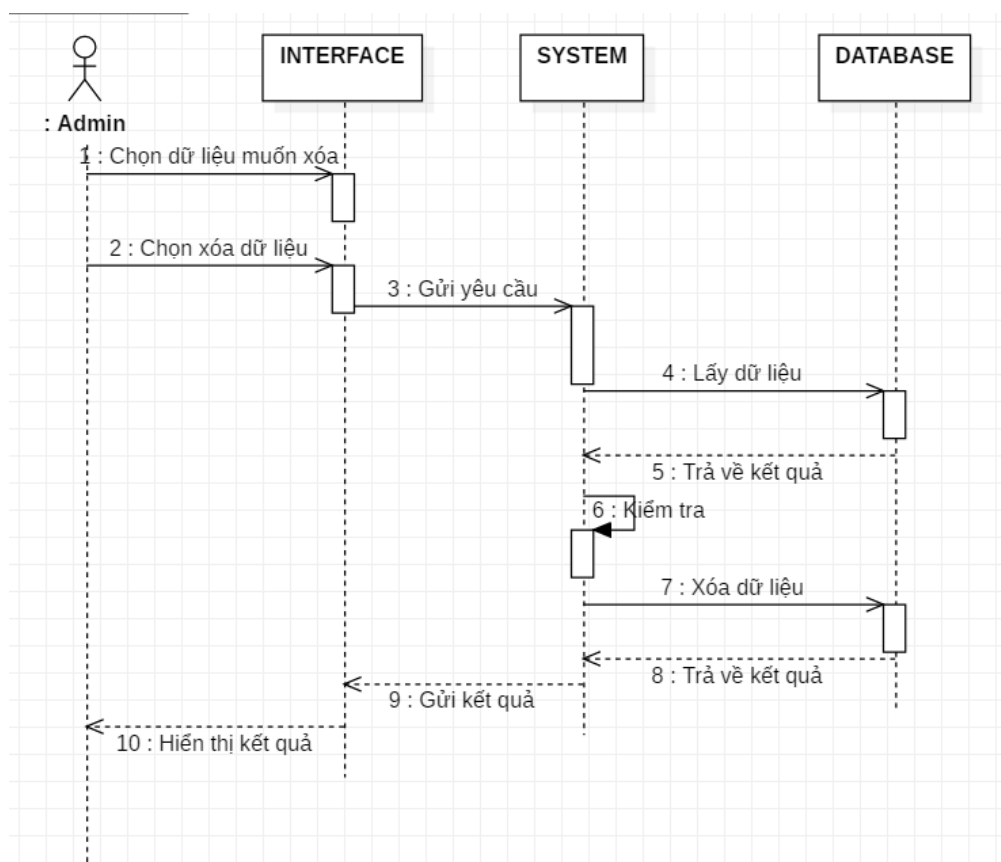 INTERFACE
SYSTEM
DATABASE
: Admin
1 : Chọn dữ liệu muốn xóa
2 : Chọn xóa dữ liệu
3 : Gửi yêu cầu
4 : Lấy dữ liệu
5 : Trả về kết quả
6 : Kiểm tra
7 : Xóa dữ liệu
8 : Trả về kết quả
9 : Gửi kết quả
10 : Hiển thị kết quả